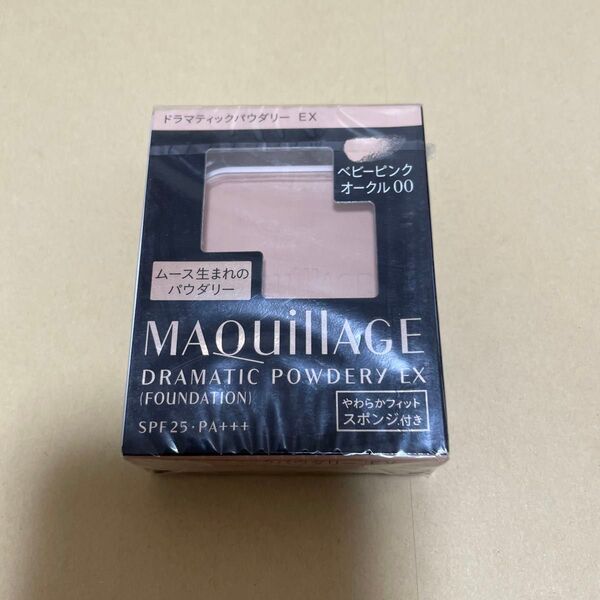 ドラマティックパウダリー EX
ベビーピンク
オークル00
ムース生まれの
パウダリー
MAQuillAGE
DRAMATIC POWDERY EX
(FOUNDATION)
SPF25・PA+++
やわらかフィット
スポンジ付き